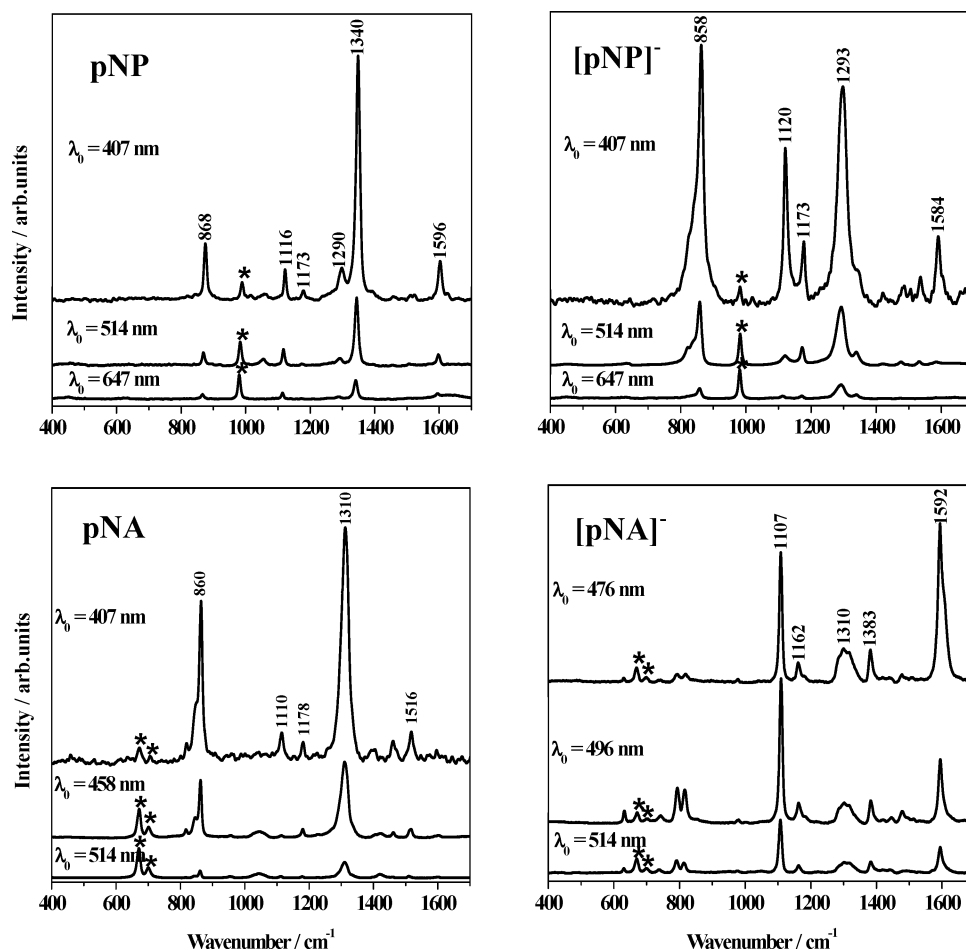 pNP
1340
λ₀ = 407 nm
868
*
1116
1173
1290
1596
λ₀ = 514 nm
*
λ₀ = 647 nm
*
400 600 800 1000 1200 1400 1600
Intensity / arb.units
[pNP]⁻
858
1293
λ₀ = 407 nm
1120
1173
1584
*
λ₀ = 514 nm
*
λ₀ = 647 nm
*
400 600 800 1000 1200 1400 1600
pNA
1310
λ₀ = 407 nm
860
* *
1110
1178
1516
λ₀ = 458 nm
* *
λ₀ = 514 nm
* *
400 600 800 1000 1200 1400 1600
Wavenumber / cm⁻¹
Intensity / arb.units
[pNA]⁻
1592
1107
λ₀ = 476 nm
* *
1162
1310
1383
λ₀ = 496 nm
* *
λ₀ = 514 nm
* *
400 600 800 1000 1200 1400 1600
Wavenumber / cm⁻¹